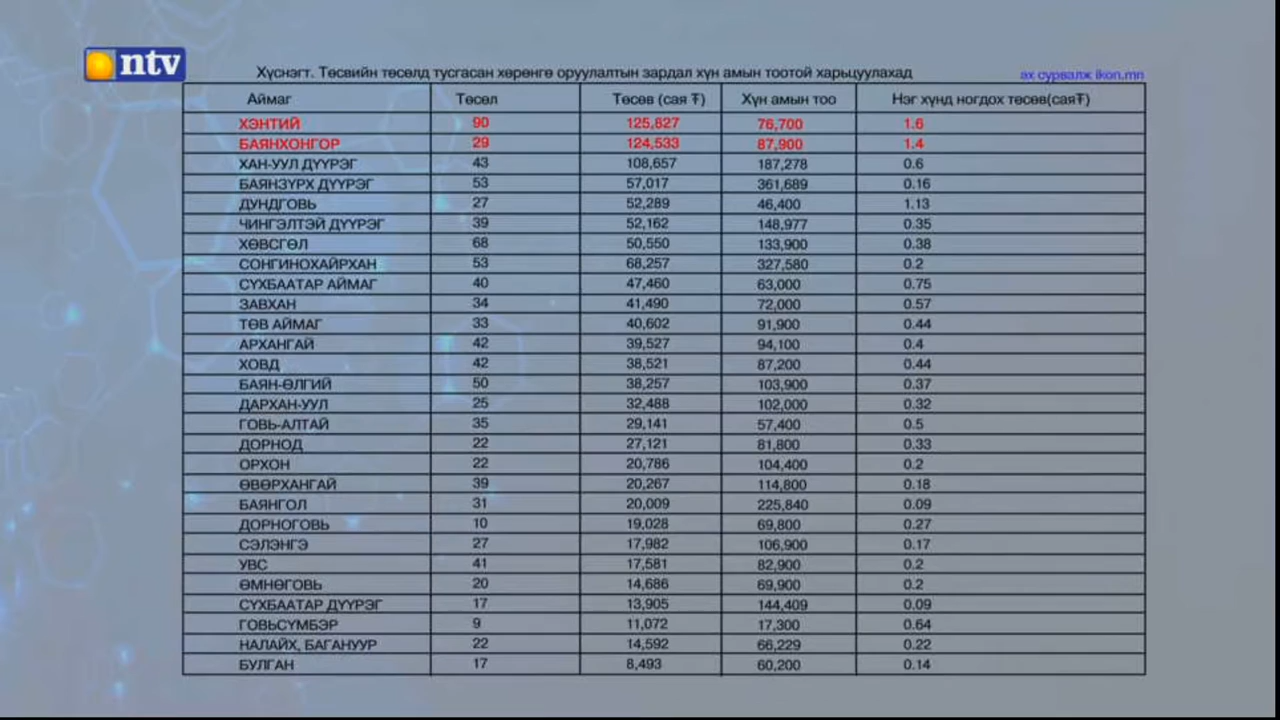 ntv
Хүснэгт. Төсвийн төсөлд тусгасан хөрөнгө оруулалтын зардал хүн амын тоотой харьцуулахад
эх сурвалж ikon.mn
Аймаг Төсөл Төсөв (сая ₮) Хүн амын тоо Нэг хүнд ногдох төсөв(сая₮)
ХЭНТИЙ 90 125,827 76,700 1.6
БАЯНХОНГОР 29 124,533 87,900 1.4
ХАН-УУЛ ДҮҮРЭГ 43 108,657 187,278 0.6
БАЯНЗҮРХ ДҮҮРЭГ 53 57,017 361,689 0.16
ДУНДГОВЬ 27 52,289 46,400 1.13
ЧИНГЭЛТЭЙ ДҮҮРЭГ 39 52,162 148,977 0.35
ХӨВСГӨЛ 68 50,550 133,900 0.38
СОНГИНОХАЙРХАН 53 68,257 327,580 0.2
СҮХБААТАР АЙМАГ 40 47,460 63,000 0.75
ЗАВХАН 34 41,490 72,000 0.57
ТӨВ АЙМАГ 33 40,602 91,900 0.44
АРХАНГАЙ 42 39,527 94,100 0.4
ХОВД 42 38,521 87,200 0.44
БАЯН-ӨЛГИЙ 50 38,257 103,900 0.37
ДАРХАН-УУЛ 25 32,488 102,000 0.32
ГОВЬ-АЛТАЙ 35 29,141 57,400 0.5
ДОРНОД 22 27,121 81,800 0.33
ОРХОН 22 20,786 104,400 0.2
ӨВӨРХАНГАЙ 39 20,267 114,800 0.18
БАЯНГОЛ 31 20,009 225,840 0.09
ДОРНОГОВЬ 10 19,028 69,800 0.27
СЭЛЭНГЭ 27 17,982 106,900 0.17
УВС 41 17,581 82,900 0.2
ӨМНӨГОВЬ 20 14,686 69,900 0.2
СҮХБААТАР ДҮҮРЭГ 17 13,905 144,409 0.09
ГОВЬСҮМБЭР 9 11,072 17,300 0.64
НАЛАЙХ, БАГАНУУР 22 14,592 66,229 0.22
БУЛГАН 17 8,493 60,200 0.14